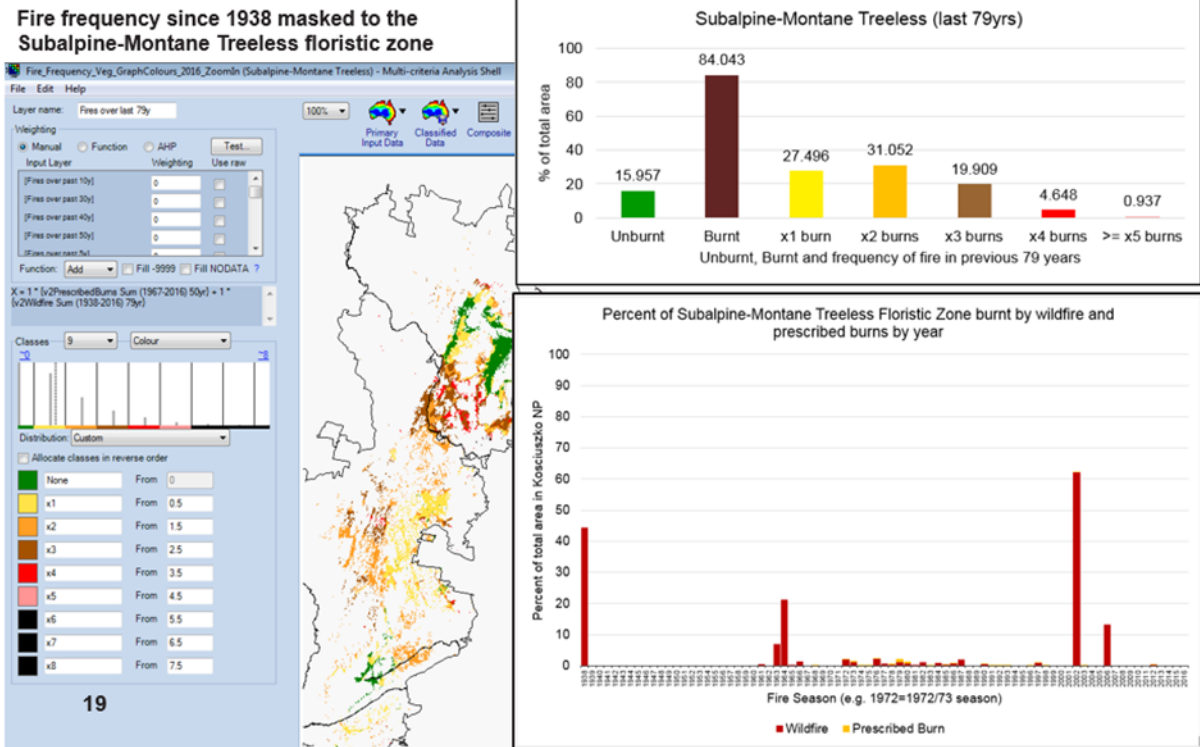 Fire frequency since 1938 masked to the
Subalpine-Montane Treeless floristic zone
Fire_Frequency_Veg_GraphColours_2016_ZoomIn (Subalpine-Montane Treeless) - Multi-criteria Analysis Shell
File Edit Help
Layer name: Fires over last 79y
Weighting
Manual Function AHP Test...
Input Layer Weighting Use raw
[Fires over past 10y] 0
[Fires over past 30y] 0
[Fires over past 40y] 0
[Fires over past 50y] 0
[Fires over past 5y]
Function: Add Fill -9999 Fill NODATA ?
X = 1 * {v2PrescribedBurns Sum (1967-2016) 50yr} + 1 *
{v2Wildfire Sum (1938-2016) 79yr}
Classes 9 Colour
~0 ~8
Distribution: Custom
Allocate classes in reverse order
None From 0
x1 From 0.5
x2 From 1.5
x3 From 2.5
x4 From 3.5
x5 From 4.5
x6 From 5.5
x7 From 6.5
x8 From 7.5
19
100%
Primary Input Data
Classified Data
Composite
Subalpine-Montane Treeless (last 79yrs)
% of total area
100
80
60
40
20
0
15.957 84.043 27.496 31.052 19.909 4.648 0.937
Unburnt Burnt x1 burn x2 burns x3 burns x4 burns >= x5 burns
Unburnt, Burnt and frequency of fire in previous 79 years
Percent of Subalpine-Montane Treeless Floristic Zone burnt by wildfire and
prescribed burns by year
Percent of total area in Kosciuszko NP
100
90
80
70
60
50
40
30
20
10
0
Fire Season (e.g. 1972=1972/73 season)
Wildfire Prescribed Burn